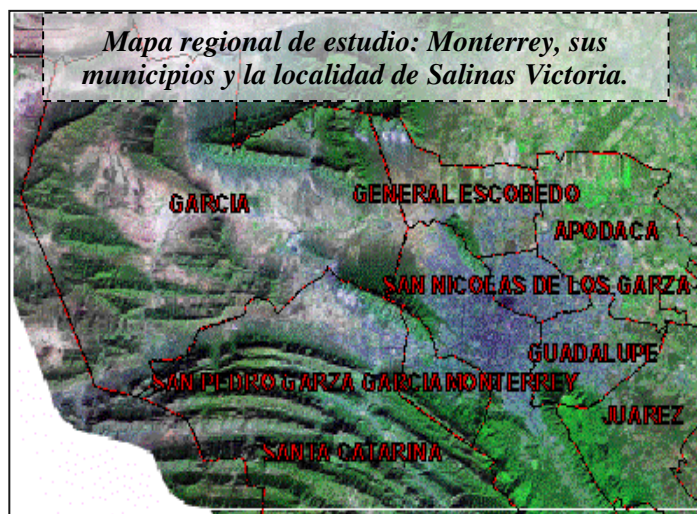 Mapa regional de estudio: Monterrey, sus
municipios y la localidad de Salinas Victoria.
GARCIA
GENERAL ESCOBEDO
APODACA
SAN NICOLAS DE LOS GARZA
GUADALUPE
SAN PEDRO GARZA GARCIA MONTERREY
JUAREZ
SANTA CATARINA